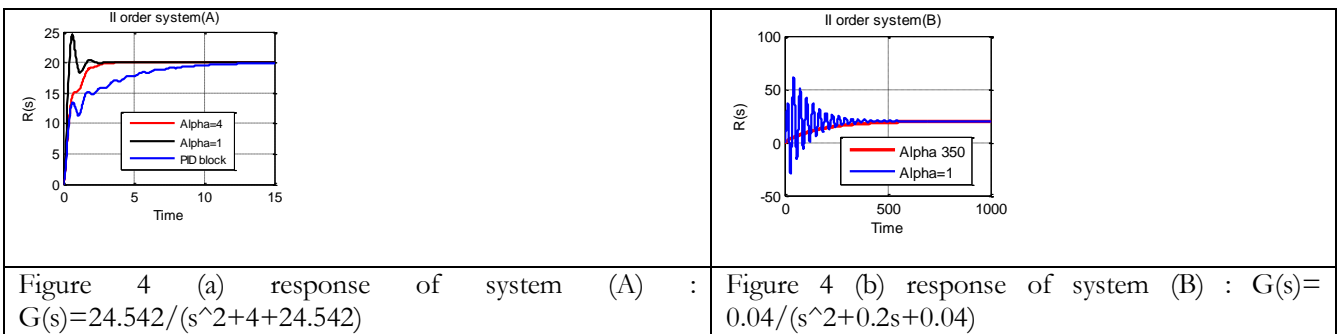 II order system(A)
25
20
15
10
5
0
R(s)
Alpha=4
Alpha=1
PID block
0 5 10 15
Time
II order system(B)
100
50
0
-50
R(s)
Alpha 350
Alpha=1
0 500 1000
Time
Figure 4 (a) response of system (A) :
G(s)=24.542/(s^2+4+24.542)
Figure 4 (b) response of system (B) : G(s)=
0.04/(s^2+0.2s+0.04)